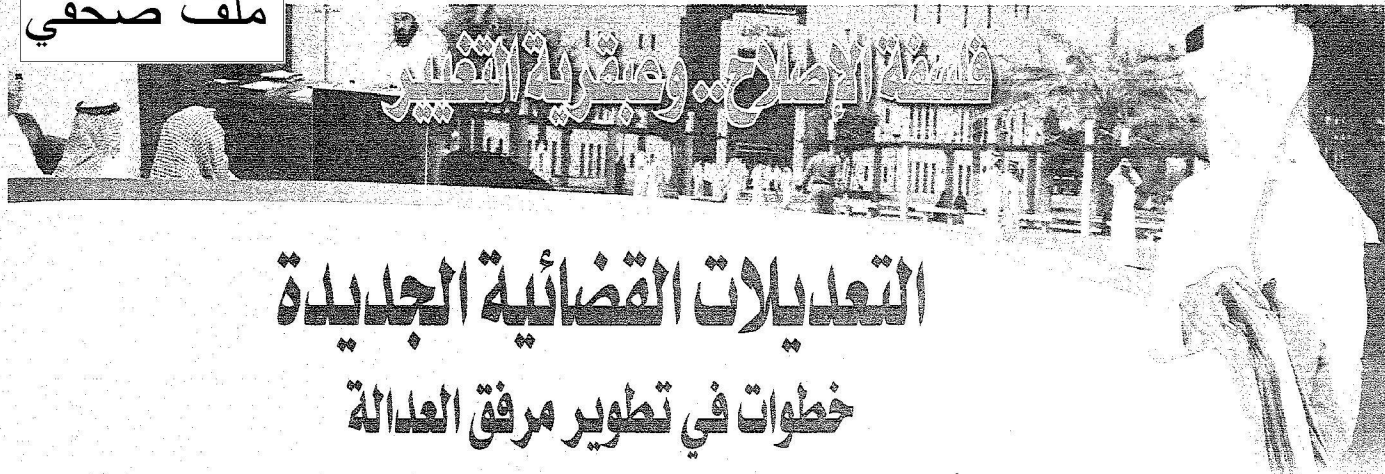 ملف صحفي
فلسفة الإصلاح.. وعبقرية التغيير
التعديلات القضائية الجديدة
خطوات في تطوير مرفق العدالة